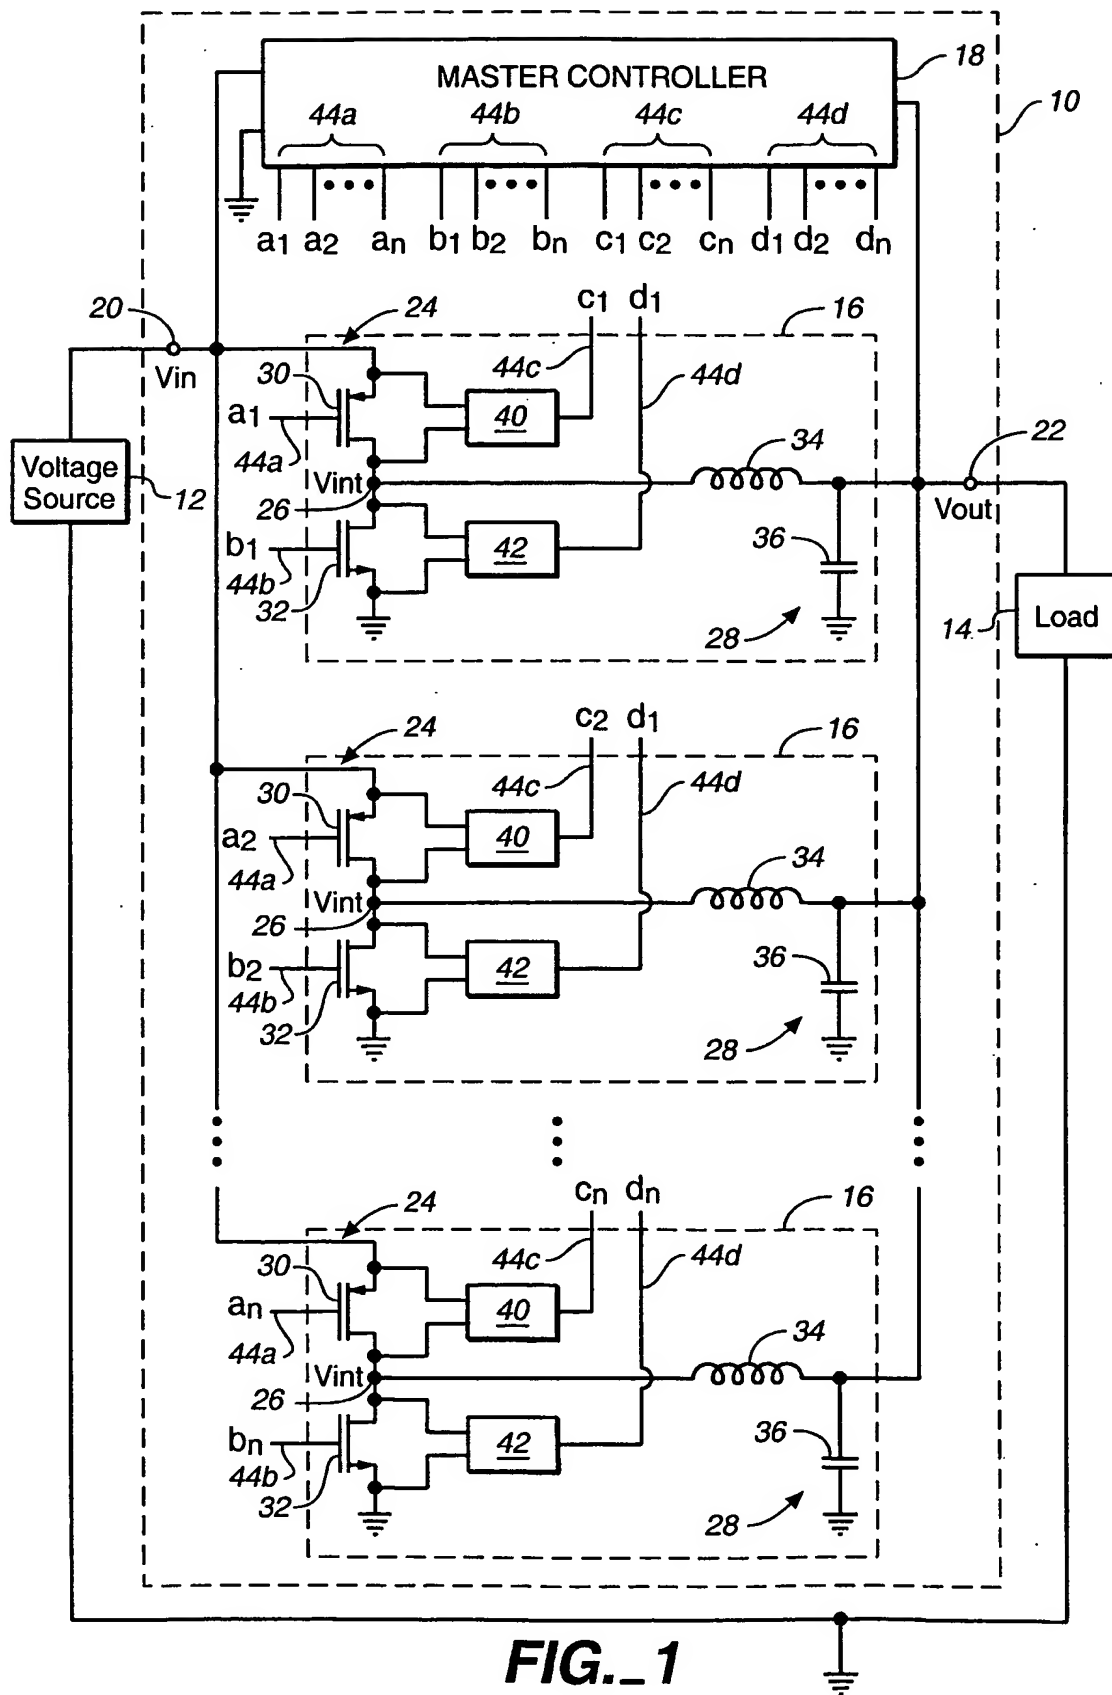 MASTER CONTROLLER
18
10
44a 44b 44c 44d
a1 a2 an b1 b2 bn c1 c2 cn d1 d2 dn
20
24
c1 d1
16
Vin
30
44c
44d
22
a1
40
34
44a
Voltage
Source
12
Vint
26
Vout
b1
42
36
44b
32
28
14
Load
24
c2 d1
16
30
44c
44d
a2
40
34
44a
Vint
26
b2
42
36
44b
32
28
24
cn dn
16
30
44c
44d
an
40
34
44a
Vint
26
bn
42
36
44b
32
28
FIG._1